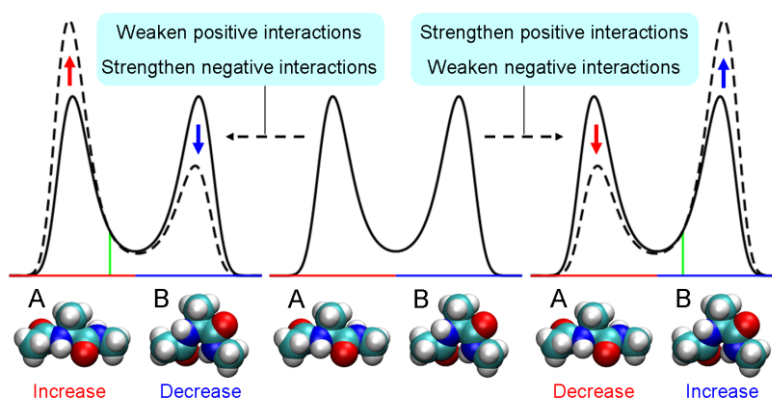 Weaken positive interactions
Strengthen negative interactions
Strengthen positive interactions
Weaken negative interactions
A B A B A B
Increase Decrease Decrease Increase